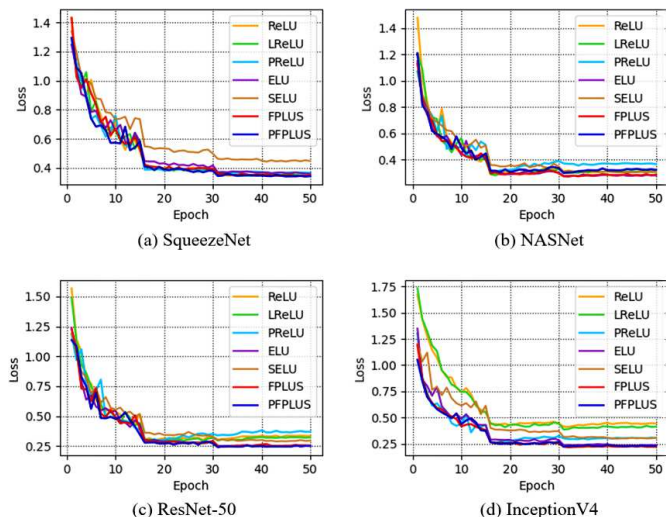 1.4
1.2
1.0
0.8
0.6
0.4
Loss
0 10 20 30 40 50
Epoch
ReLU
LReLU
PReLU
ELU
SELU
FPLUS
PFPLUS
(a) SqueezeNet
1.4
1.2
1.0
0.8
0.6
0.4
Loss
0 10 20 30 40 50
Epoch
ReLU
LReLU
PReLU
ELU
SELU
FPLUS
PFPLUS
(b) NASNet
1.50
1.25
1.00
0.75
0.50
0.25
Loss
0 10 20 30 40 50
Epoch
ReLU
LReLU
PReLU
ELU
SELU
FPLUS
PFPLUS
(c) ResNet-50
1.75
1.50
1.25
1.00
0.75
0.50
0.25
Loss
0 10 20 30 40 50
Epoch
ReLU
LReLU
PReLU
ELU
SELU
FPLUS
PFPLUS
(d) InceptionV4